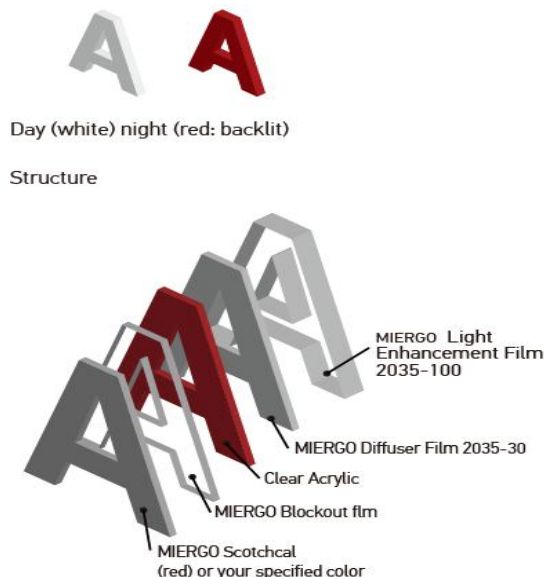 Day (white) night (red: backlit)
Structure
MIERGO Light
Enhancement Film
2035-100
MIERGO Diffuser Film 2035-30
Clear Acrylic
MIERGO Blockout flm
MIERGO Scotchcal
(red) or your specified color